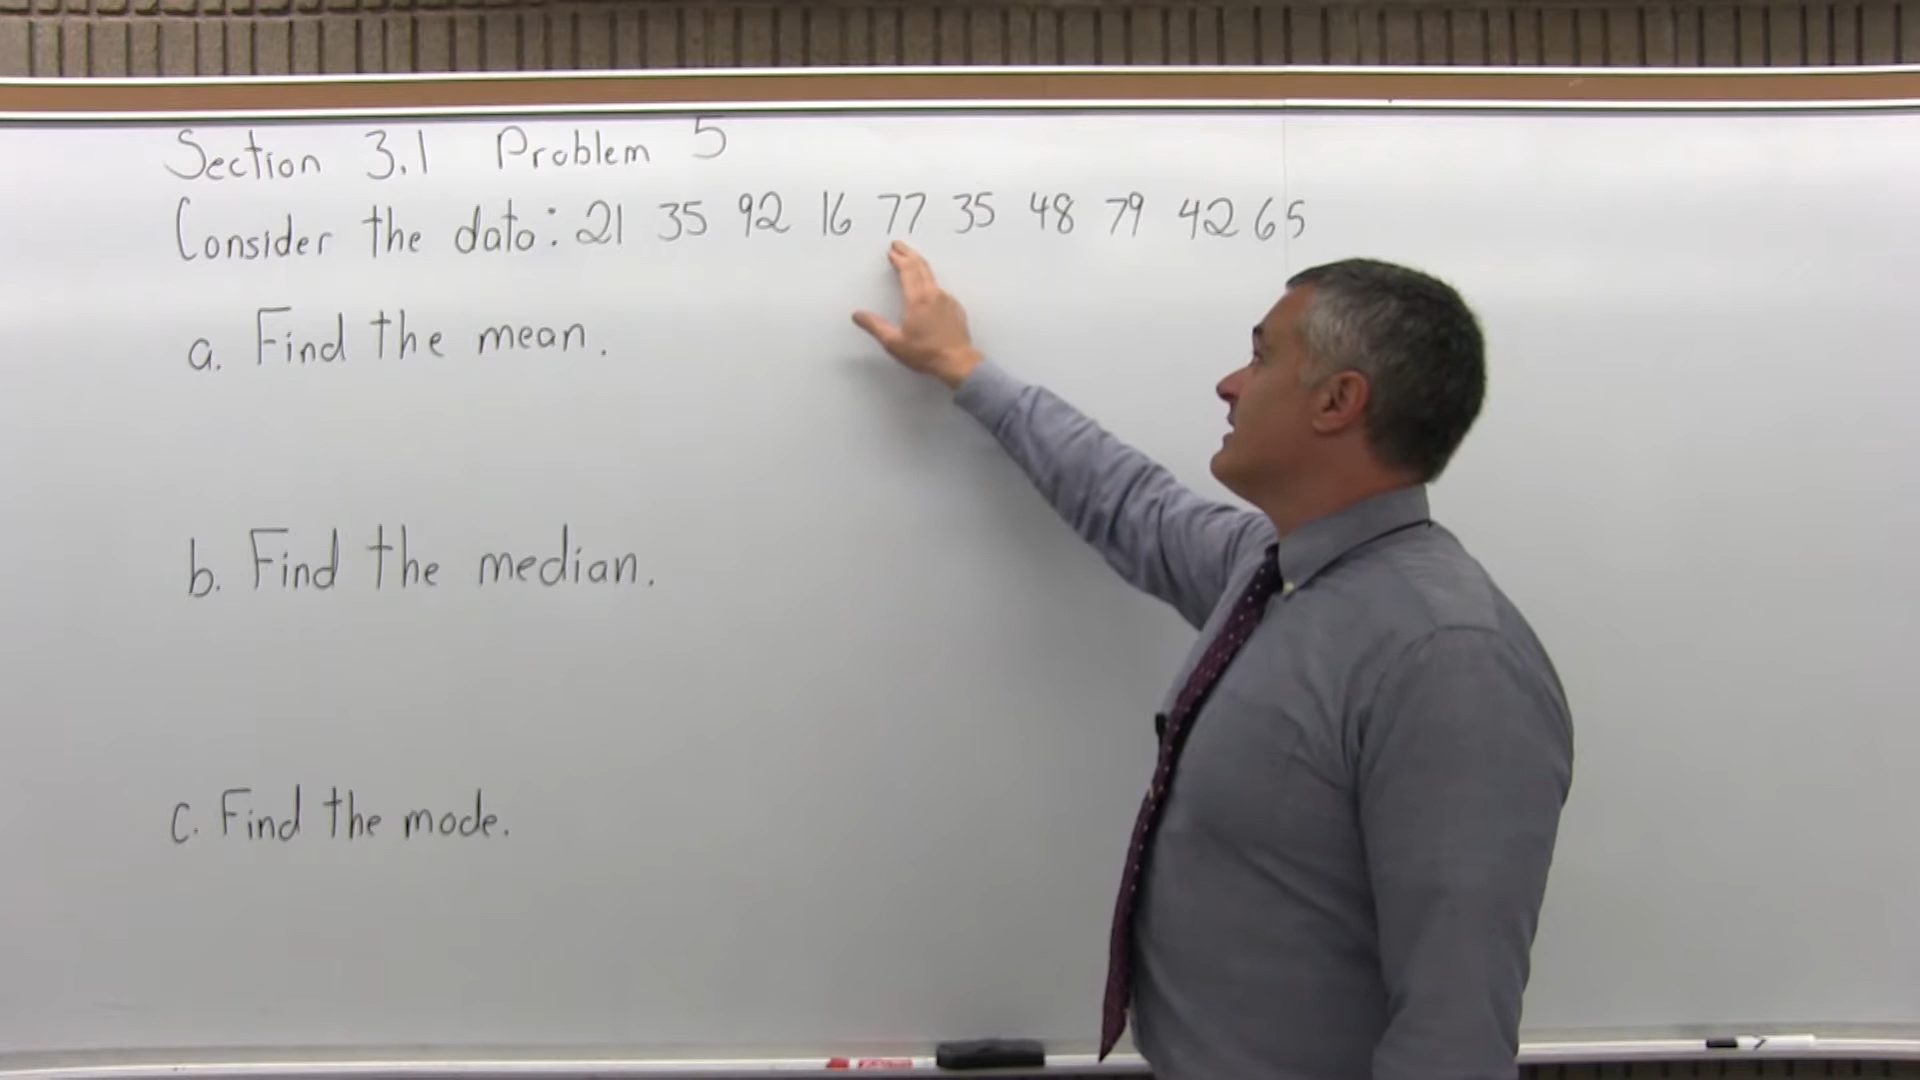 Section 3.1 Problem 5
Consider the data: 21 35 92 16 77 35 48 79 42 65
a. Find the mean.
b. Find the median.
c. Find the mode.